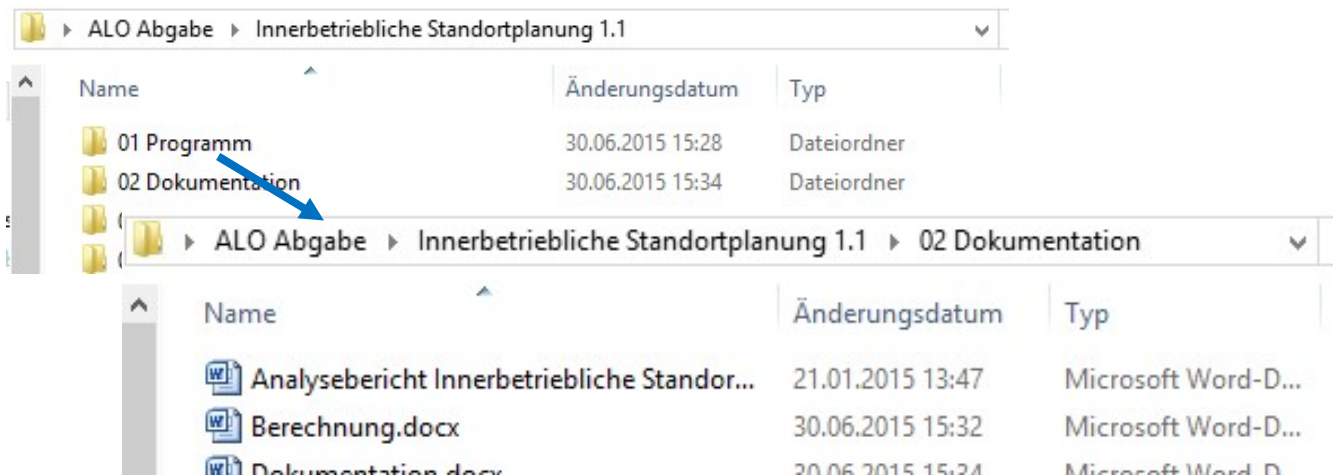 ALO Abgabe Innerbetriebliche Standortplanung 1.1
Name Änderungsdatum Typ
01 Programm 30.06.2015 15:28 Dateiordner
02 Dokumentation 30.06.2015 15:34 Dateiordner
ALO Abgabe Innerbetriebliche Standortplanung 1.1 02 Dokumentation
Name Änderungsdatum Typ
Analysebericht Innerbetriebliche Standor... 21.01.2015 13:47 Microsoft Word-D...
Berechnung.docx 30.06.2015 15:32 Microsoft Word-D...
Dokumentation.docx 30.06.2015 15:34 Microsoft Word-D...